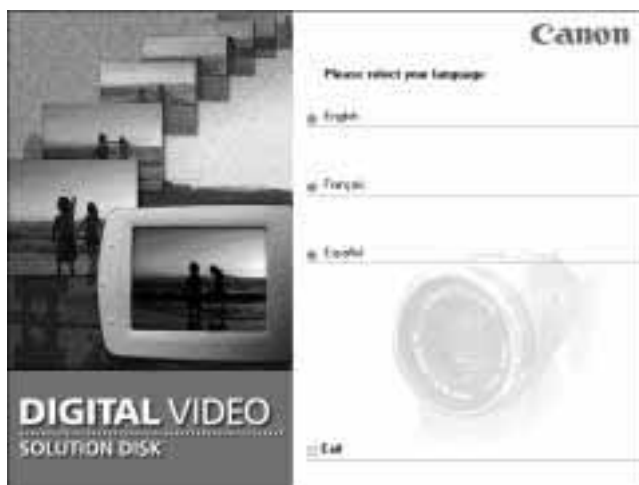 Canon
Please select your language
English
Français
Español
DIGITAL VIDEO
SOLUTION DISK
Exit